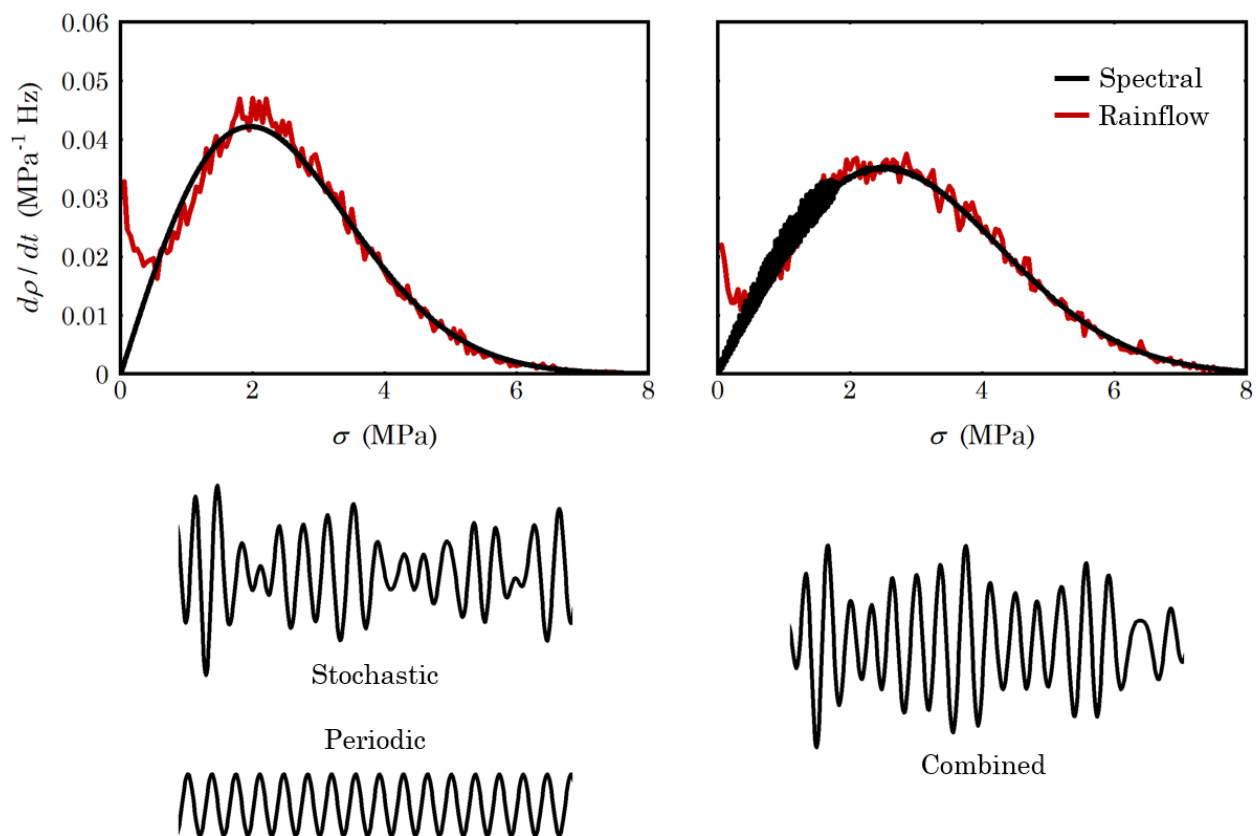 0.06
0.05
0.04
0.03
0.02
0.01
0
dρ / dt (MPa⁻¹ Hz)
0 2 4 6 8
σ (MPa)
Spectral
Rainflow
0 2 4 6 8
σ (MPa)
Stochastic
Periodic
Combined